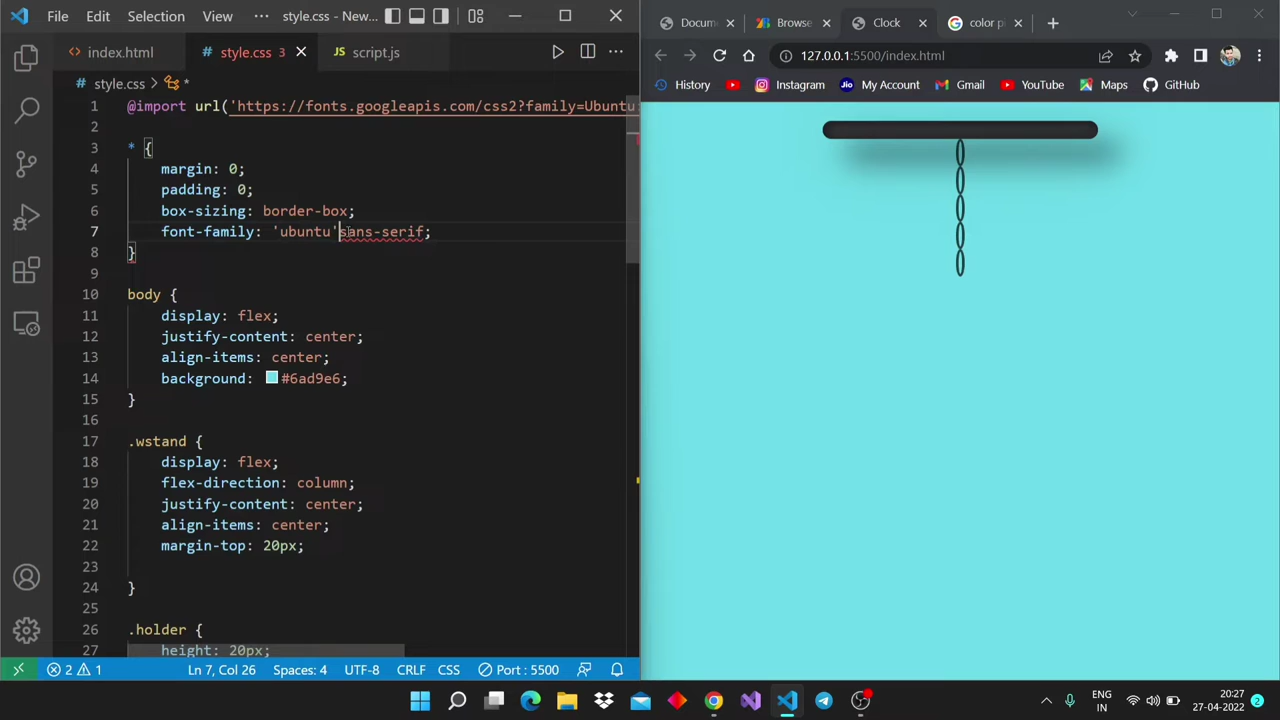 File Edit Selection View ··· style.css - New...
index.html style.css 3 JS script.js
# style.css > *
1 @import url('https://fonts.googleapis.com/css2?family=Ubuntu:
2
3 * {
4 margin: 0;
5 padding: 0;
6 box-sizing: border-box;
7 font-family: 'ubuntu'sans-serif;
8 }
9
10 body {
11 display: flex;
12 justify-content: center;
13 align-items: center;
14 background: #6ad9e6;
15 }
16
17 .wstand {
18 display: flex;
19 flex-direction: column;
20 justify-content: center;
21 align-items: center;
22 margin-top: 20px;
23
24 }
25
26 .holder {
27 height: 20px;
2 1 Ln 7, Col 26 Spaces: 4 UTF-8 CRLF CSS Port : 5500
Docume Browse Clock color pi
127.0.0.1:5500/index.html
History Instagram Jio My Account Gmail YouTube Maps GitHub
ENG
IN
20:27
27-04-2022
2